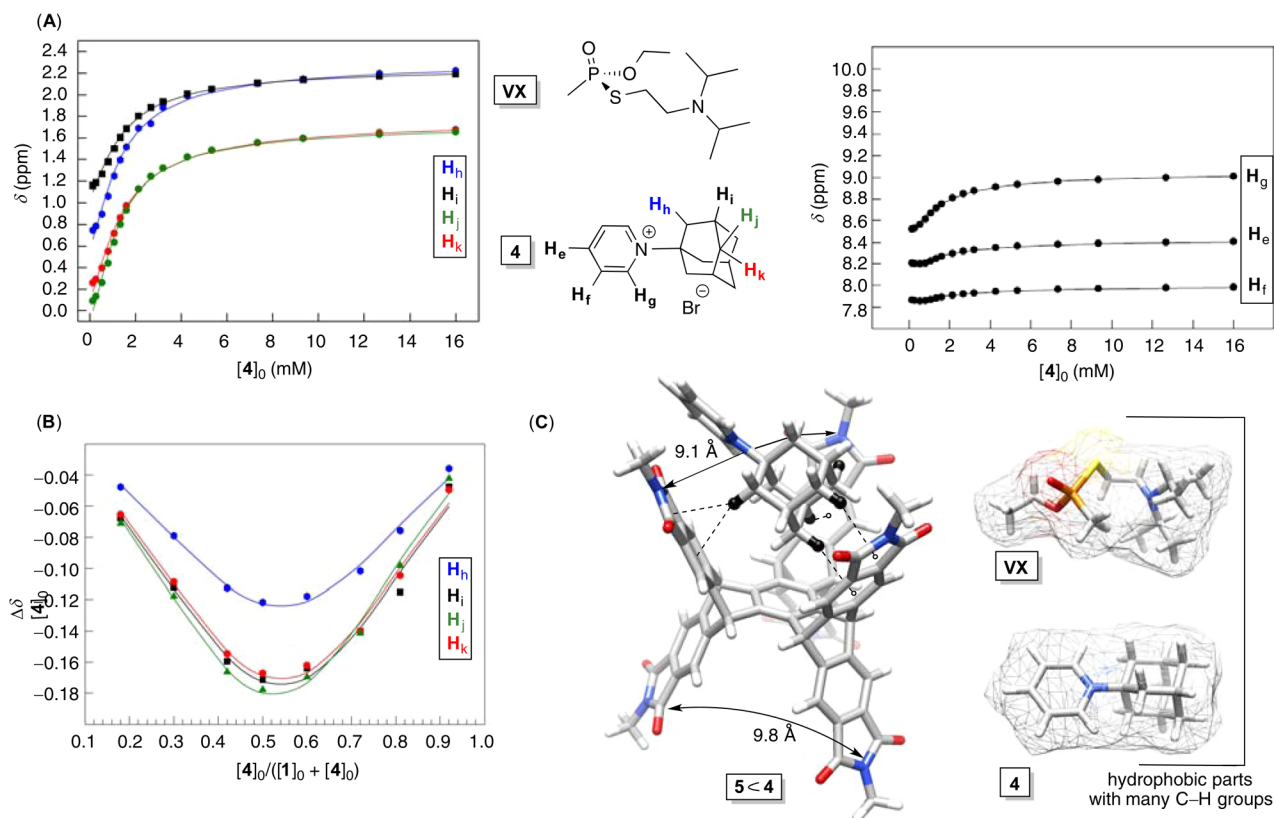 (A)
2.4
2.2
2.0
1.8
1.6
1.4
1.2
1.0
0.8
0.6
0.4
0.2
0.0
δ (ppm)
0 2 4 6 8 10 12 14 16
[4]₀ (mM)
Hh
Hi
Hj
Hk
VX
O
P
O
S
N
4
He
Hf
Hg
N
+
Hh
Hi
Hj
Hk
Br
−
10.0
9.6
9.4
9.2
9.0
8.8
8.4
8.2
8.0
7.8
δ (ppm)
0 2 4 6 8 10 12 14 16
[4]₀ (mM)
Hg
He
Hf
(B)
−0.04
−0.06
−0.08
−0.10
−0.12
−0.14
−0.16
−0.18
Δδ
[4]₀
0.1 0.2 0.3 0.4 0.5 0.6 0.7 0.8 0.9 1.0
[4]₀/([1]₀ + [4]₀)
Hh
Hi
Hj
Hk
(C)
9.1 Å
9.8 Å
5 < 4
VX
4
hydrophobic parts
with many C–H groups